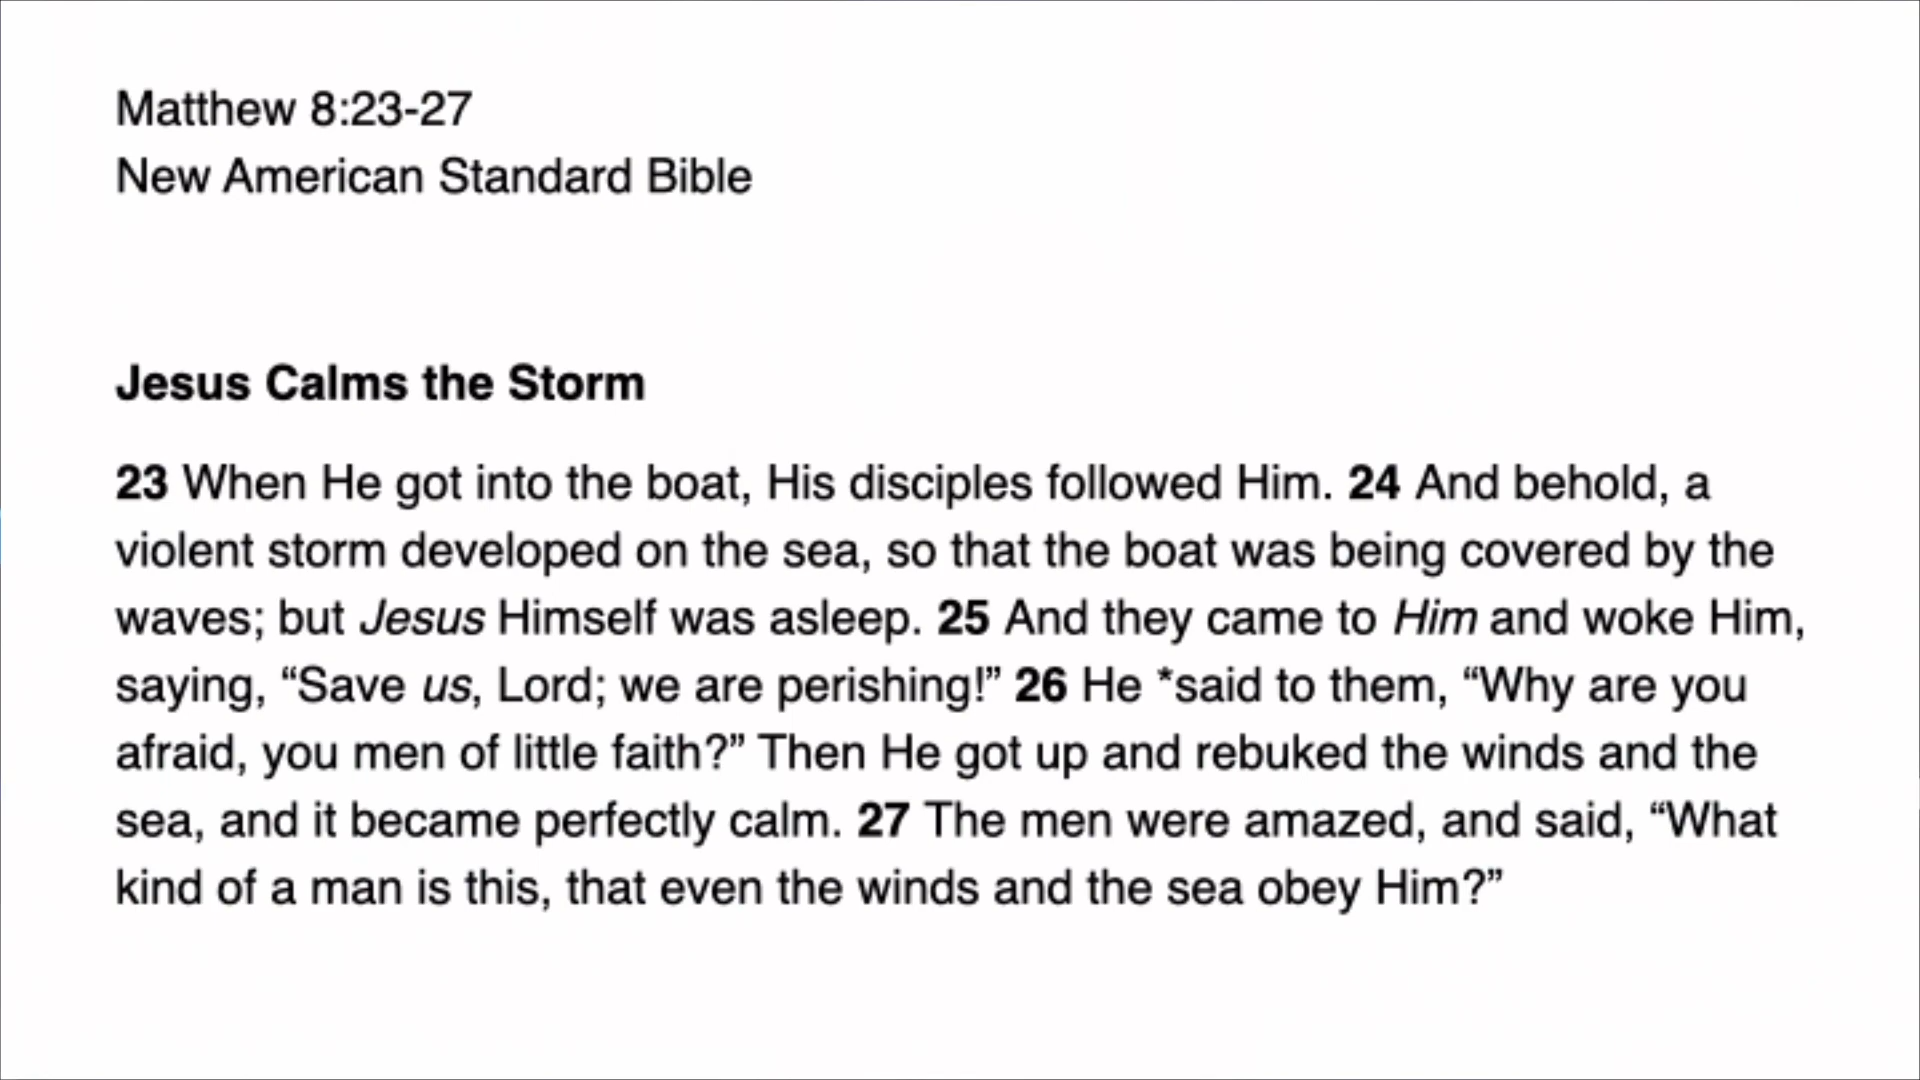 Matthew 8:23-27
New American Standard Bible
Jesus Calms the Storm
23 When He got into the boat, His disciples followed Him. 24 And behold, a
violent storm developed on the sea, so that the boat was being covered by the
waves; but Jesus Himself was asleep. 25 And they came to Him and woke Him,
saying, “Save us, Lord; we are perishing!” 26 He *said to them, “Why are you
afraid, you men of little faith?” Then He got up and rebuked the winds and the
sea, and it became perfectly calm. 27 The men were amazed, and said, “What
kind of a man is this, that even the winds and the sea obey Him?”